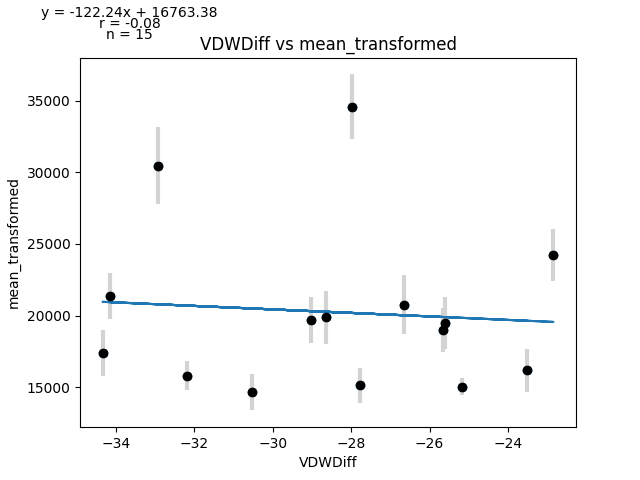 y = -122.24x + 16763.38
r = -0.08
n = 15
VDWDiff vs mean_transformed
35000
30000
25000
20000
15000
mean_transformed
−34
−32
−30
−28
−26
−24
VDWDiff